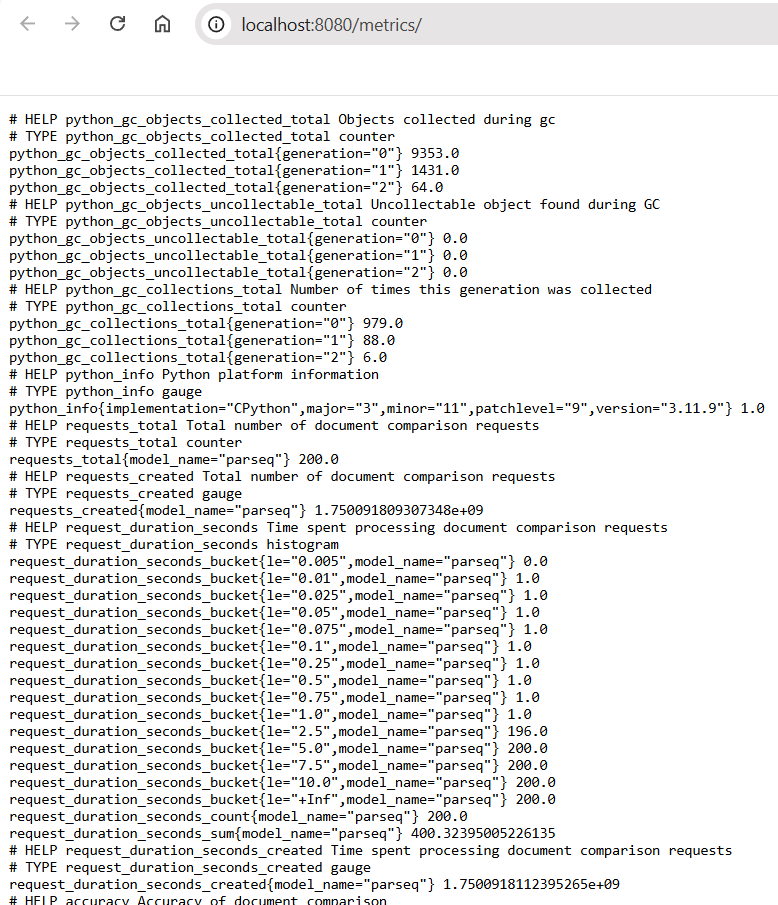 localhost:8080/metrics/
# HELP python_gc_objects_collected_total Objects collected during gc
# TYPE python_gc_objects_collected_total counter
python_gc_objects_collected_total{generation="0"} 9353.0
python_gc_objects_collected_total{generation="1"} 1431.0
python_gc_objects_collected_total{generation="2"} 64.0
# HELP python_gc_objects_uncollectable_total Uncollectable object found during GC
# TYPE python_gc_objects_uncollectable_total counter
python_gc_objects_uncollectable_total{generation="0"} 0.0
python_gc_objects_uncollectable_total{generation="1"} 0.0
python_gc_objects_uncollectable_total{generation="2"} 0.0
# HELP python_gc_collections_total Number of times this generation was collected
# TYPE python_gc_collections_total counter
python_gc_collections_total{generation="0"} 979.0
python_gc_collections_total{generation="1"} 88.0
python_gc_collections_total{generation="2"} 6.0
# HELP python_info Python platform information
# TYPE python_info gauge
python_info{implementation="CPython",major="3",minor="11",patchlevel="9",version="3.11.9"} 1.0
# HELP requests_total Total number of document comparison requests
# TYPE requests_total counter
requests_total{model_name="parseq"} 200.0
# HELP requests_created Total number of document comparison requests
# TYPE requests_created gauge
requests_created{model_name="parseq"} 1.750091809307348e+09
# HELP request_duration_seconds Time spent processing document comparison requests
# TYPE request_duration_seconds histogram
request_duration_seconds_bucket{le="0.005",model_name="parseq"} 0.0
request_duration_seconds_bucket{le="0.01",model_name="parseq"} 1.0
request_duration_seconds_bucket{le="0.025",model_name="parseq"} 1.0
request_duration_seconds_bucket{le="0.05",model_name="parseq"} 1.0
request_duration_seconds_bucket{le="0.075",model_name="parseq"} 1.0
request_duration_seconds_bucket{le="0.1",model_name="parseq"} 1.0
request_duration_seconds_bucket{le="0.25",model_name="parseq"} 1.0
request_duration_seconds_bucket{le="0.5",model_name="parseq"} 1.0
request_duration_seconds_bucket{le="0.75",model_name="parseq"} 1.0
request_duration_seconds_bucket{le="1.0",model_name="parseq"} 1.0
request_duration_seconds_bucket{le="2.5",model_name="parseq"} 196.0
request_duration_seconds_bucket{le="5.0",model_name="parseq"} 200.0
request_duration_seconds_bucket{le="7.5",model_name="parseq"} 200.0
request_duration_seconds_bucket{le="10.0",model_name="parseq"} 200.0
request_duration_seconds_bucket{le="+Inf",model_name="parseq"} 200.0
request_duration_seconds_count{model_name="parseq"} 200.0
request_duration_seconds_sum{model_name="parseq"} 400.32395005226135
# HELP request_duration_seconds_created Time spent processing document comparison requests
# TYPE request_duration_seconds_created gauge
request_duration_seconds_created{model_name="parseq"} 1.7500918112395265e+09
# HELP accuracy Accuracy of document comparison